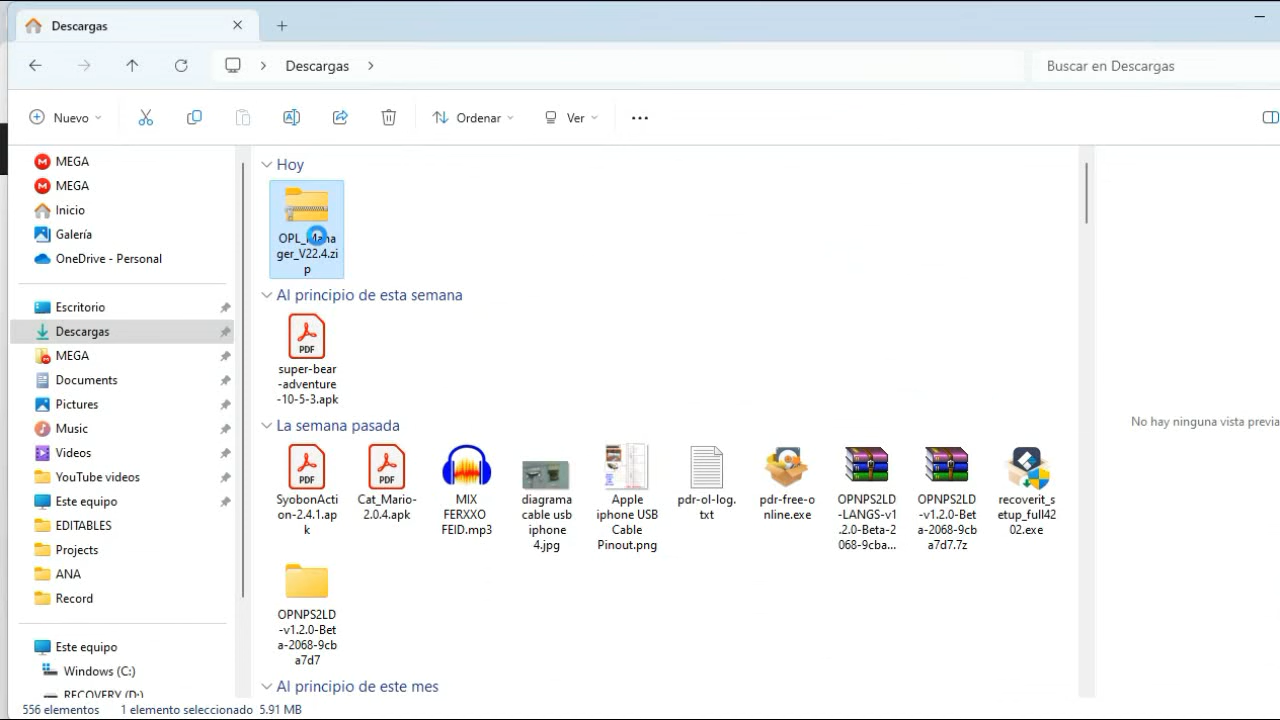 Descargas
Descargas
Buscar en Descargas
Nuevo
Ordenar
Ver
MEGA
MEGA
Inicio
Galería
OneDrive - Personal
Escritorio
Descargas
MEGA
Documents
Pictures
Music
Videos
YouTube videos
Este equipo
EDITABLES
Projects
ANA
Record
Este equipo
Windows (C:)
RECOVERY (D:)
Hoy
OPL_Mana
ger_V22.4.zi
p
Al principio de esta semana
PDF
super-bear
-adventure
-10-5-3.apk
La semana pasada
PDF
SyobonActi
on-2.4.1.ap
k
PDF
Cat_Mario-
2.0.4.apk
MIX
FERXXO
FEID.mp3
diagrama
cable usb
iphone
4.jpg
Apple
iphone USB
Cable
Pinout.png
pdr-ol-log.
txt
pdr-free-o
nline.exe
OPNPS2LD
-LANGS-v1
.2.0-Beta-2
068-9cba...
OPNPS2LD
-v1.2.0-Bet
a-2068-9cb
a7d7.7z
recoverit_s
etup_full42
02.exe
OPNPS2LD
-v1.2.0-Bet
a-2068-9cb
a7d7
Al principio de este mes
No hay ninguna vista previa
556 elementos
1 elemento seleccionado 5.91 MB